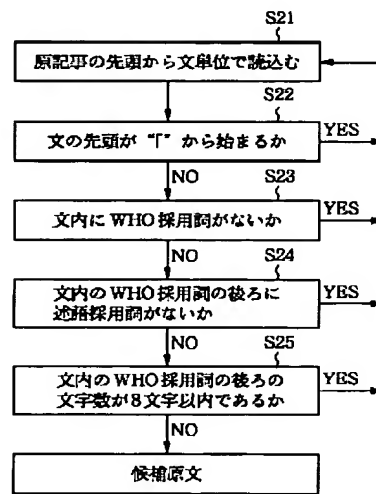 S21
原記事の先頭から文単位で読込む
S22
文の先頭が“「”から始まるか
YES
NO
S23
文内にWHO採用詞がないか
YES
NO
S24
文内のWHO採用詞の後ろに
述語採用詞がないか
YES
NO
S25
文内のWHO採用詞の後ろの
文字数が8文字以内であるか
YES
NO
候補原文